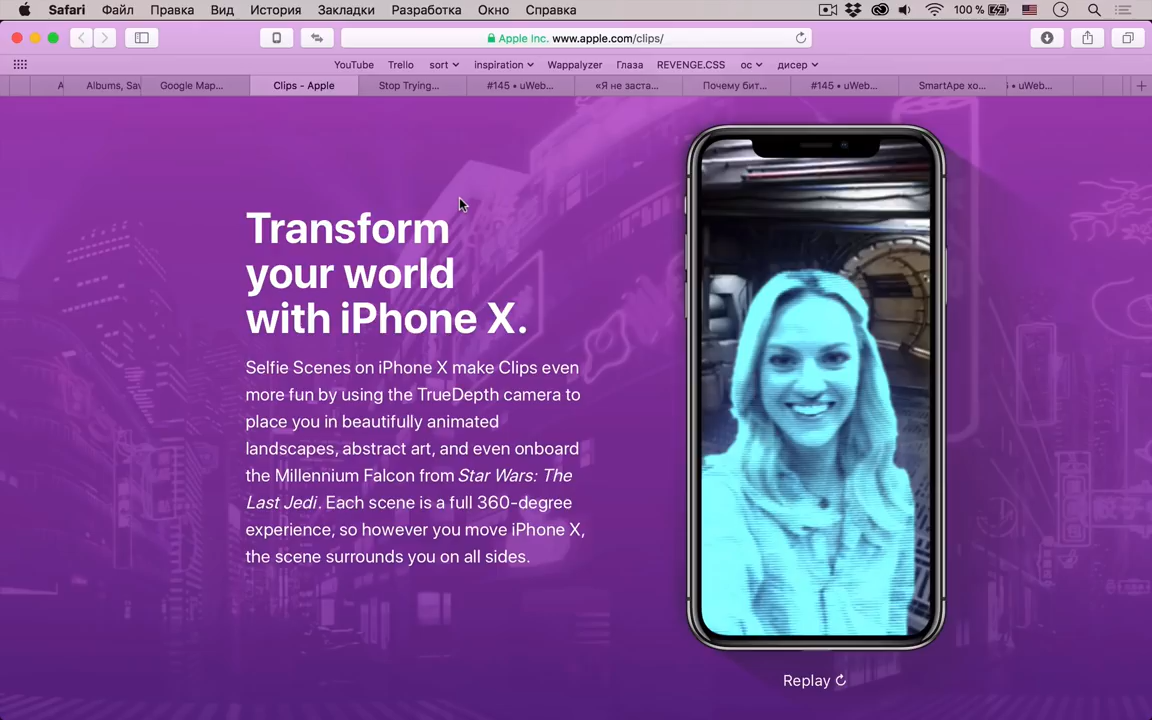 Safari Файл Правка Вид История Закладки Разработка Окно Справка 100 %
Apple Inc. www.apple.com/clips/
YouTube Trello sort inspiration Wappalyzer Глаза REVENGE.CSS ос дисер
A Albums, Sav Google Map... Clips - Apple Stop Trying... #145 • uWeb... «Я не заста... Почему бит... #145 • uWeb... SmartApe хо... • uWeb...
Transform
your world
with iPhone X.
Selfie Scenes on iPhone X make Clips even
more fun by using the TrueDepth camera to
place you in beautifully animated
landscapes, abstract art, and even onboard
the Millennium Falcon from Star Wars: The
Last Jedi. Each scene is a full 360-degree
experience, so however you move iPhone X,
the scene surrounds you on all sides.
Replay